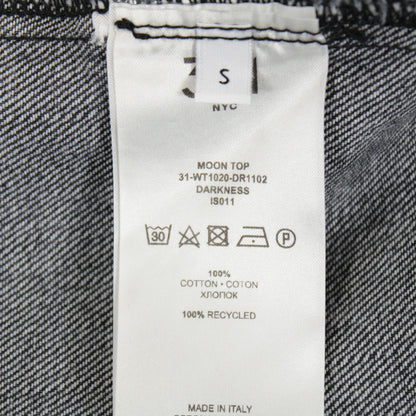 S
NYC
MOON TOP
31-WT1020-DR1102
DARKNESS
IS011
30 P
100%
COTTON • COTON
ХЛОПОК
100% RECYCLED
MADE IN ITALY